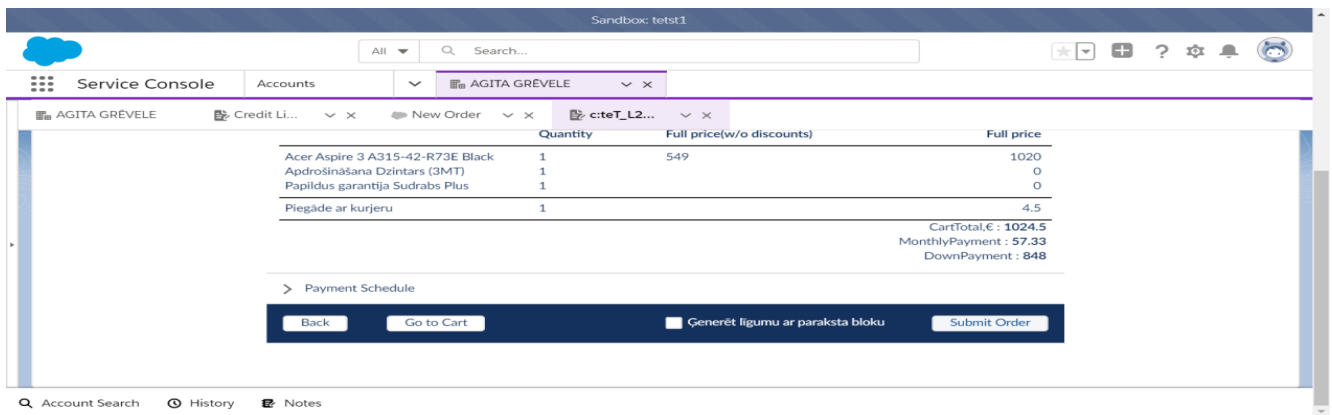 Sandbox: tetst1
All Search...
Service Console Accounts AGITA GRĒVELE
AGITA GRĒVELE Credit Li... New Order c:teT_L2...
Quantity Full price(w/o discounts) Full price
Acer Aspire 3 A315-42-R73E Black 1 549 1020
Apdrošināšana Dzintars (3MT) 1 0
Papildus garantija Sudrabs Plus 1 0
Piegāde ar kurjeru 1 4.5
CartTotal,€ : 1024.5
MonthlyPayment : 57.33
DownPayment : 848
Payment Schedule
Back Go to Cart Ģenerēt līgumu ar paraksta bloku Submit Order
Account Search History Notes